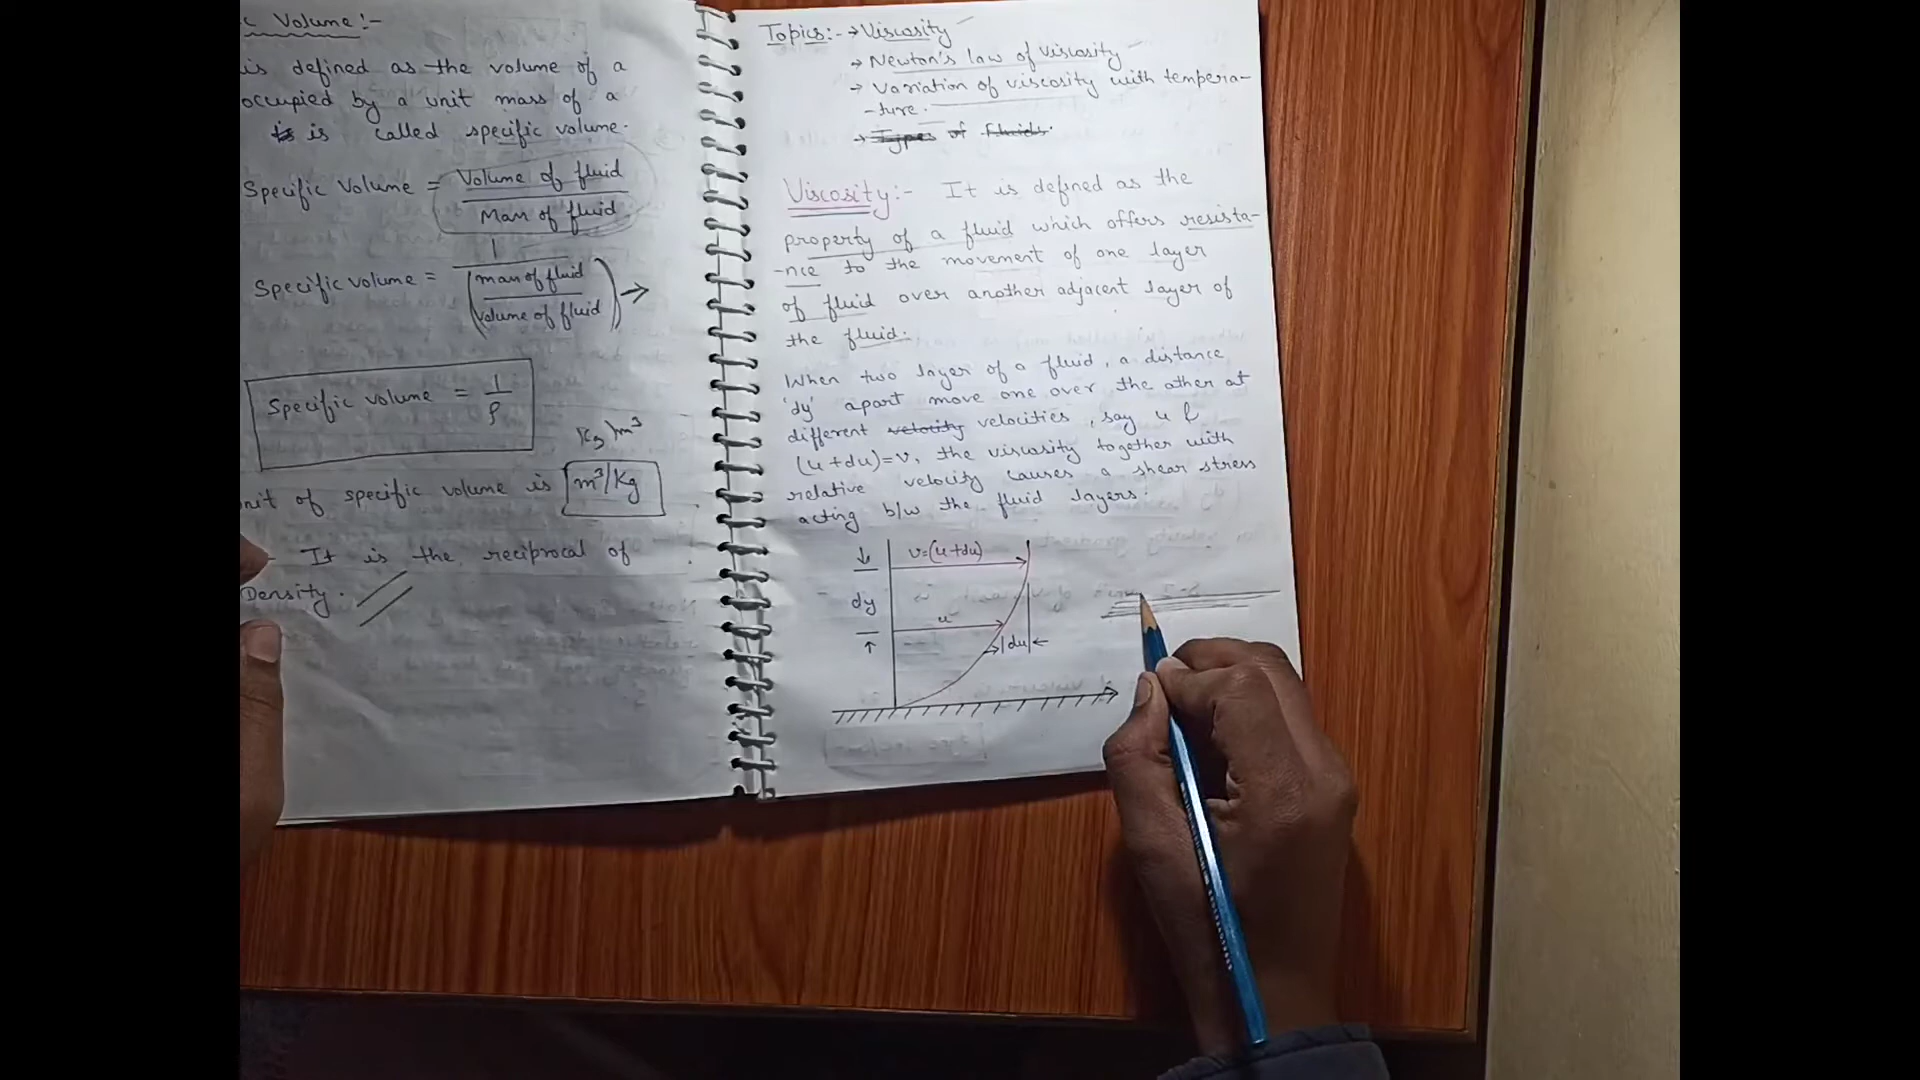 c Volume:-
is defined as the volume of a
occupied by a unit mass of a
is called specific volume.
Specific Volume = Volume of fluid
Mass of fluid
Specific volume = 1
(mass of fluid
volume of fluid)
Specific volume = 1
ρ
Kg/m³
nit of specific volume is m³/Kg
- It is the reciprocal of
Density.
Topics:- → Viscosity
→ Newton's law of viscosity
→ Variation of viscosity with tempera-
-ture.
→ Types of fluids.
Viscosity:- It is defined as the
property of a fluid which offers resista-
-nce to the movement of one layer
of fluid over another adjacent layer of
the fluid.
When two layer of a fluid, a distance
'dy' apart move one over the other at
different velocity velocities, say u &
(u+du)=v, the viscosity together with
relative velocity causes a shear stress
acting b/w the fluid layers.
v=(u+du)
dy
u
du